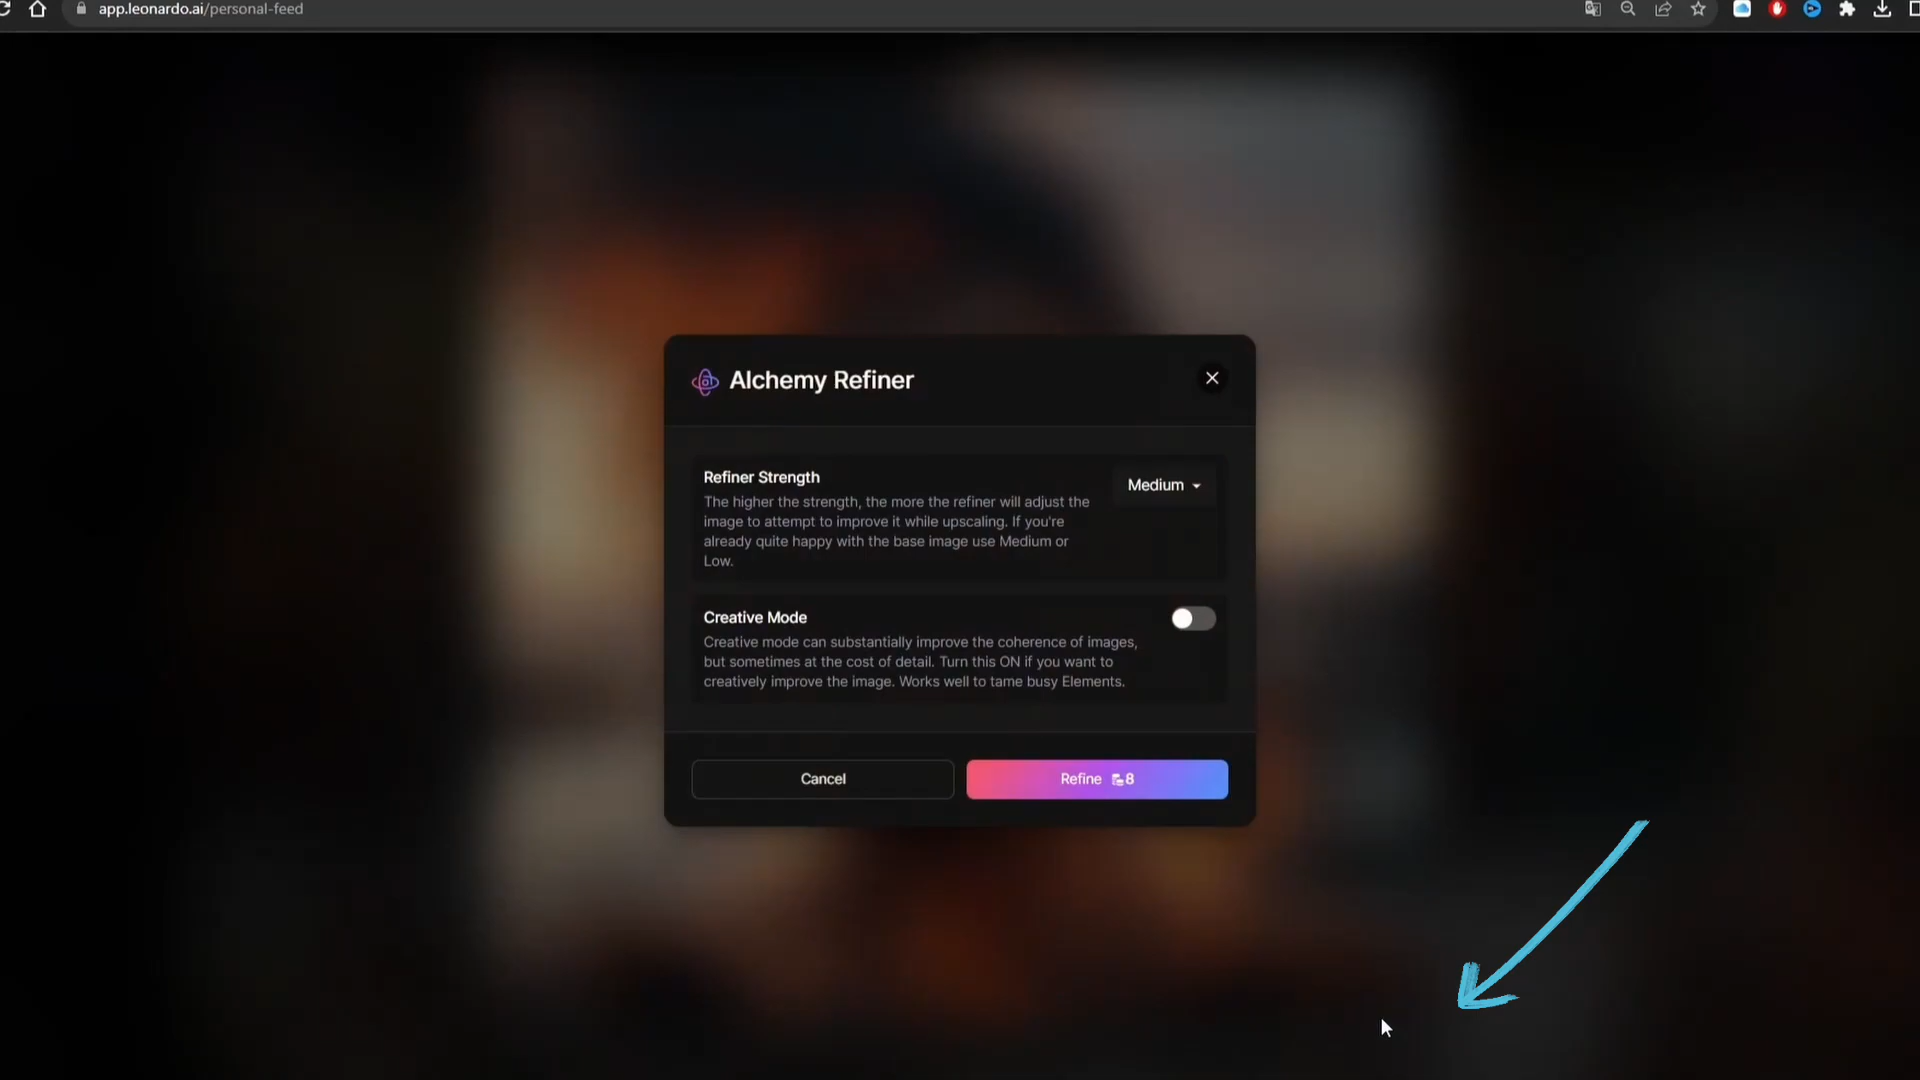 app.leonardo.ai/personal-feed
Alchemy Refiner
Refiner Strength
Medium
The higher the strength, the more the refiner will adjust the
image to attempt to improve it while upscaling. If you're
already quite happy with the base image use Medium or
Low.
Creative Mode
Creative mode can substantially improve the coherence of images,
but sometimes at the cost of detail. Turn this ON if you want to
creatively improve the image. Works well to tame busy Elements.
Cancel
Refine 8